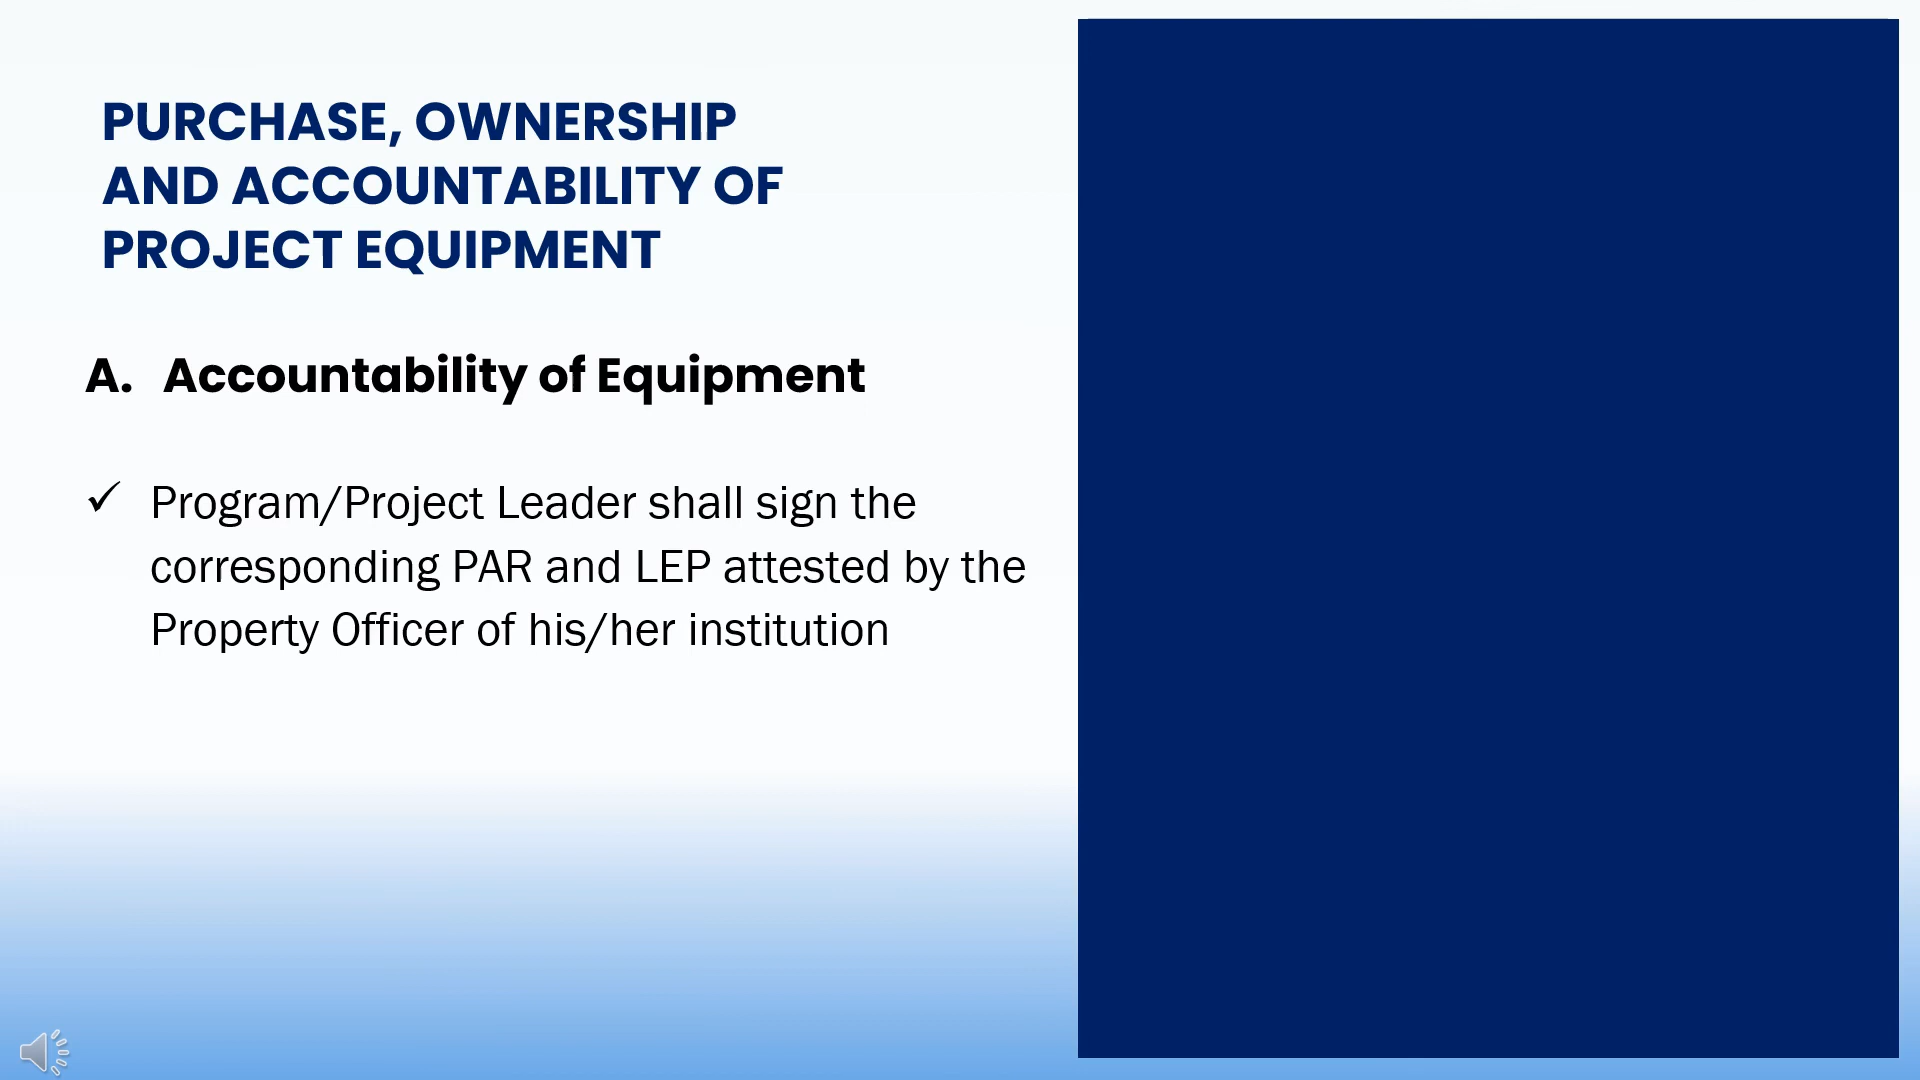 PURCHASE, OWNERSHIP
AND ACCOUNTABILITY OF
PROJECT EQUIPMENT
A. Accountability of Equipment
✓ Program/Project Leader shall sign the
corresponding PAR and LEP attested by the
Property Officer of his/her institution